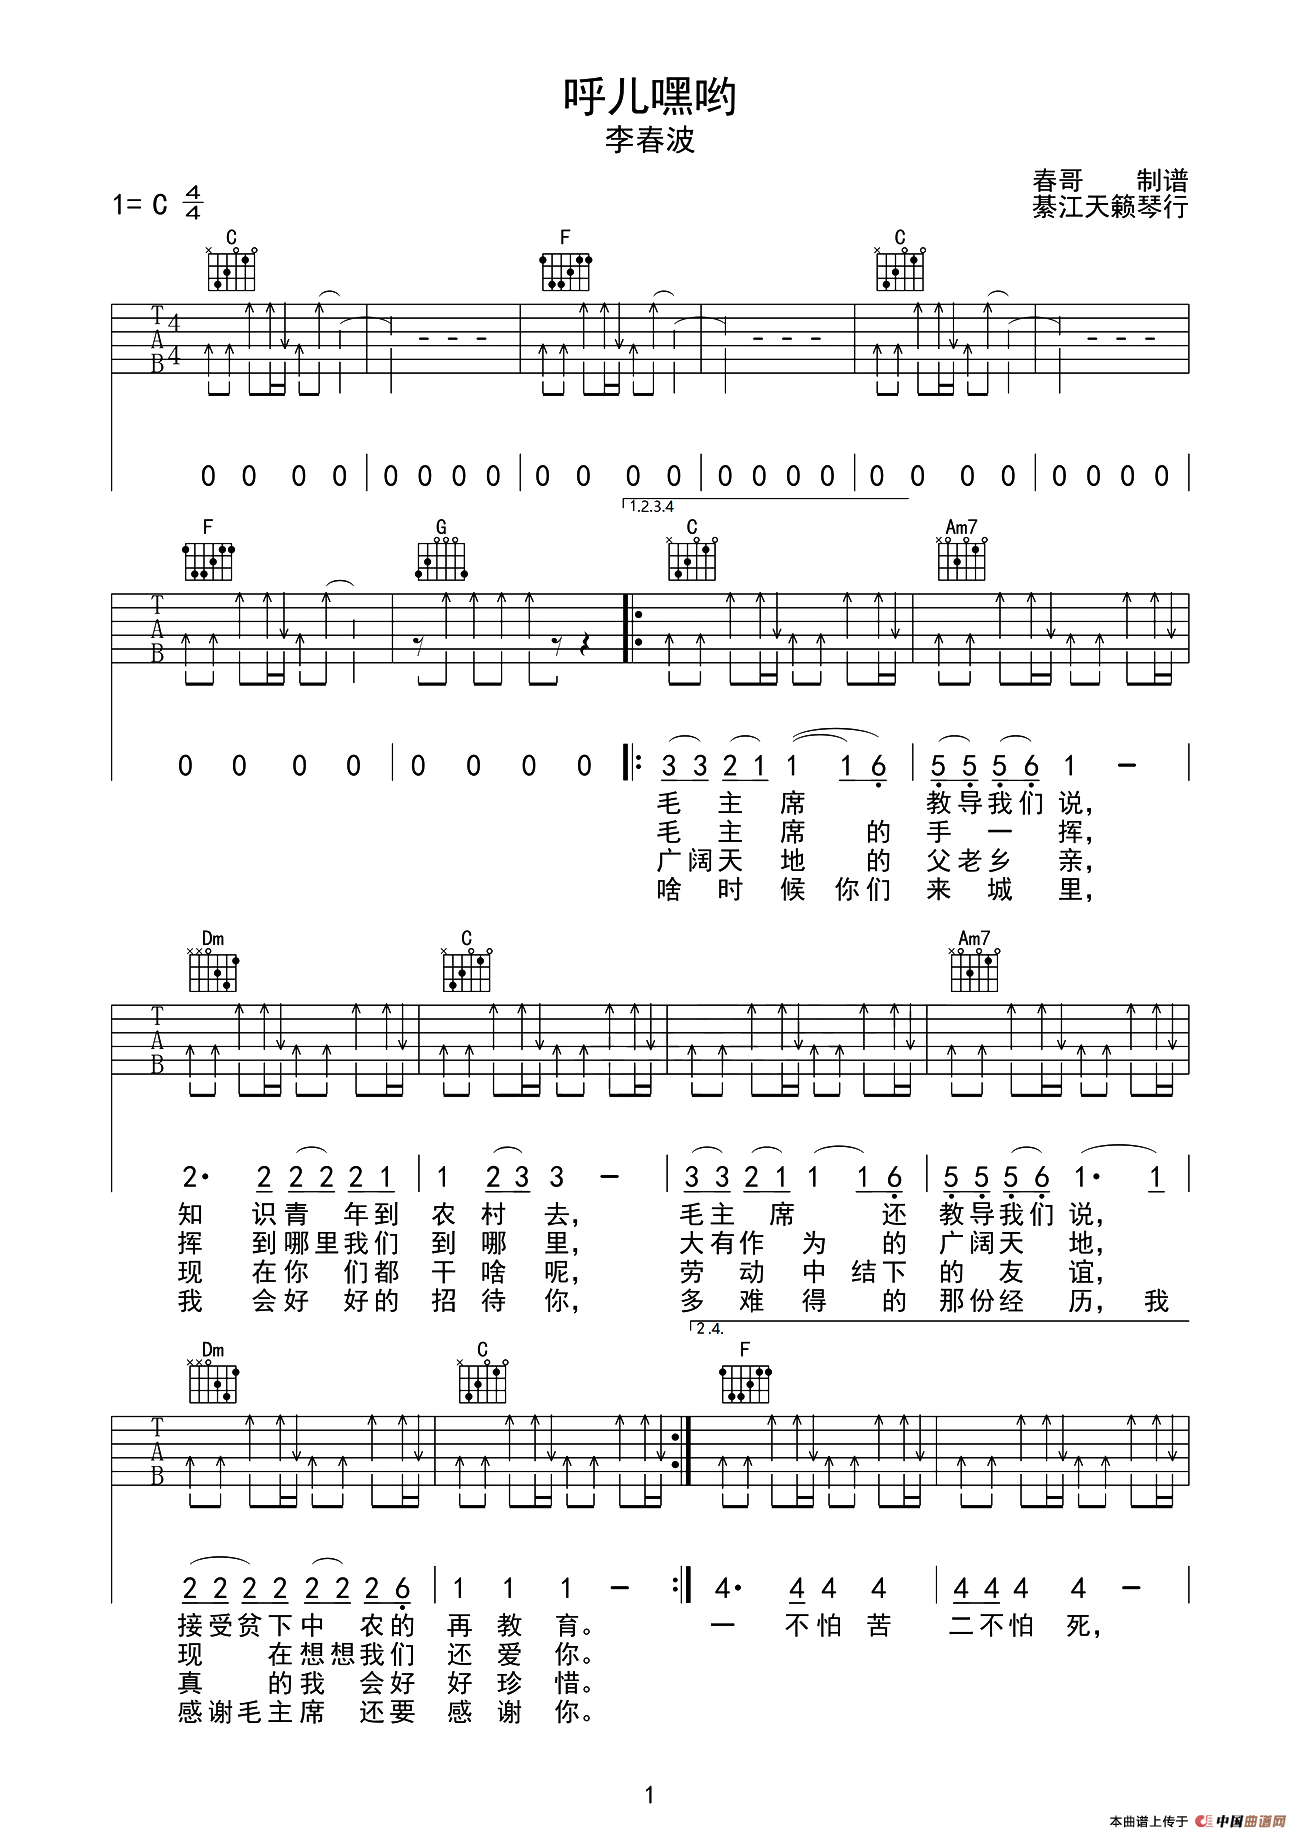 呼儿嘿哟
李春波
1= C 4/4
春哥 制谱
綦江天籁琴行
C F C
T A B 4 4
0 0 0 0 | 0 0 0 0 | 0 0 0 0 | 0 0 0 0 | 0 0 0 0 | 0 0 0 0
1.2.3.4
F G C Am7
T A B
0 0 0 0 | 0 0 0 0 |: 3 3 2 1 1 1 6 | 5 5 5 6 1 -
毛 主 席 教导我们说，
毛 主 席 的 手 一 挥，
广阔天 地 的 父老乡 亲，
啥 时 候 你们 来 城 里，
Dm C Am7
T A B
2· 2 2 2 2 1 | 1 2 3 3 - | 3 3 2 1 1 1 6 | 5 5 5 6 1· 1
知 识青 年到 农 村 去， 毛主 席 还 教导我们说，
挥 到哪里我们 到 哪 里， 大有作 为 的 广阔天 地，
现 在你 们都 干啥 呢， 劳 动 中 结下 的 友 谊，
我 会好 好的 招 待 你， 多 难 得 的 那份经 历， 我
2.4.
Dm C F
T A B
2 2 2 2 2 2 2 6 | 1 1 1 - :| 4· 4 4 4 | 4 4 4 4 -
接受贫下中 农的 再 教 育。 一 不怕 苦 二不怕 死，
现 在想想我们 还 爱 你。
真 的我 会好 好 珍 惜。
感谢毛主席 还要 感 谢 你。
1
本曲谱上传于 中国曲谱网